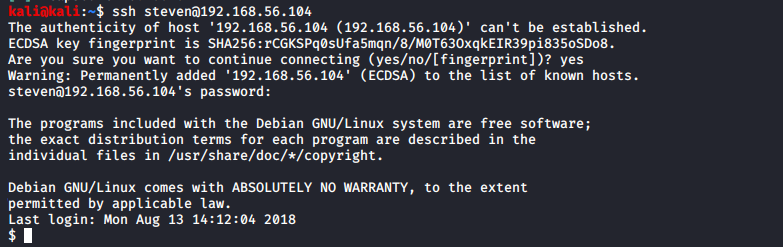 kali@kali:~$ ssh steven@192.168.56.104
The authenticity of host '192.168.56.104 (192.168.56.104)' can't be established.
ECDSA key fingerprint is SHA256:rCGKSPq0sUfa5mqn/8/M0T63OxqkEIR39pi835oSDo8.
Are you sure you want to continue connecting (yes/no/[fingerprint])? yes
Warning: Permanently added '192.168.56.104' (ECDSA) to the list of known hosts.
steven@192.168.56.104's password:
The programs included with the Debian GNU/Linux system are free software;
the exact distribution terms for each program are described in the
individual files in /usr/share/doc/*/copyright.
Debian GNU/Linux comes with ABSOLUTELY NO WARRANTY, to the extent
permitted by applicable law.
Last login: Mon Aug 13 14:12:04 2018
$